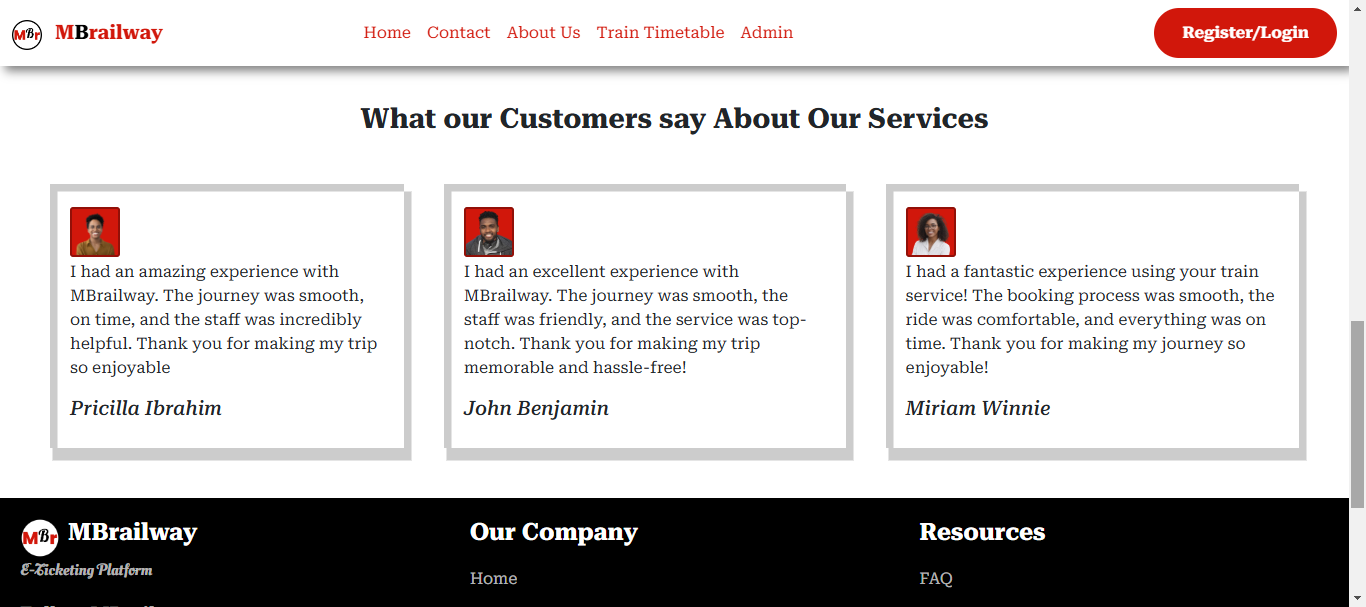 MBr MBrailway Home Contact About Us Train Timetable Admin Register/Login
What our Customers say About Our Services
I had an amazing experience with
MBrailway. The journey was smooth,
on time, and the staff was incredibly
helpful. Thank you for making my trip
so enjoyable
Pricilla Ibrahim
I had an excellent experience with
MBrailway. The journey was smooth, the
staff was friendly, and the service was top-
notch. Thank you for making my trip
memorable and hassle-free!
John Benjamin
I had a fantastic experience using your train
service! The booking process was smooth, the
ride was comfortable, and everything was on
time. Thank you for making my journey so
enjoyable!
Miriam Winnie
MBr MBrailway
E-Ticketing Platform
Our Company
Home
Resources
FAQ